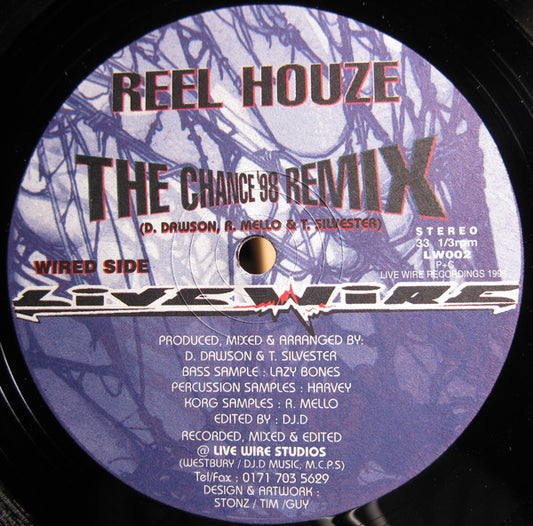 REEL HOUZE
THE CHANCE '98 REMIX
(D. DAWSON, R. MELLO & T. SILVESTER)
STEREO
33 1/3rpm
LW002
P+C
LIVE WIRE RECORDINGS
WIRED SIDE
LIVE WIRE
PRODUCED, MIXED & ARRANGED BY:
D. DAWSON & T. SILVESTER
BASS SAMPLE : LAZY BONES
PERCUSSION SAMPLES : HARVEY
KORG SAMPLES : R. MELLO
EDITED BY : DJ.D
RECORDED, MIXED & EDITED
@ LIVE WIRE STUDIOS
(WESTBURY / DJ.D MUSIC, M.C.P.S)
Tel/Fax : 0171 703 5629
DESIGN & ARTWORK :
STONZ / TIM /GUY